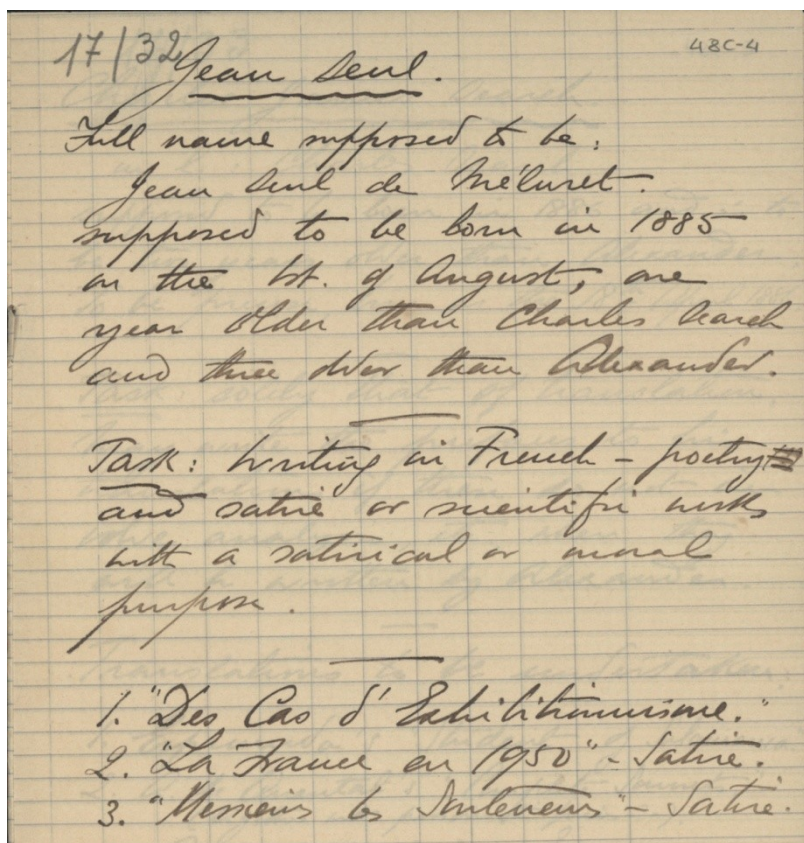 17/32
48C-4
Jean Seul.
Full name supposed to be:
Jean Seul de Méluret.
supposed to be born in 1885
on the 1st. of August, one
year older than Charles Search
and three older than Alexander.
Task: Writing in French - poetry
and satire or scientific works
with a satirical or moral
purpose.
1. "Des Cas d'Exhibitionnisme."
2. "La France en 1950" - Satire.
3. "Messieurs les Souteneurs" - Satire.